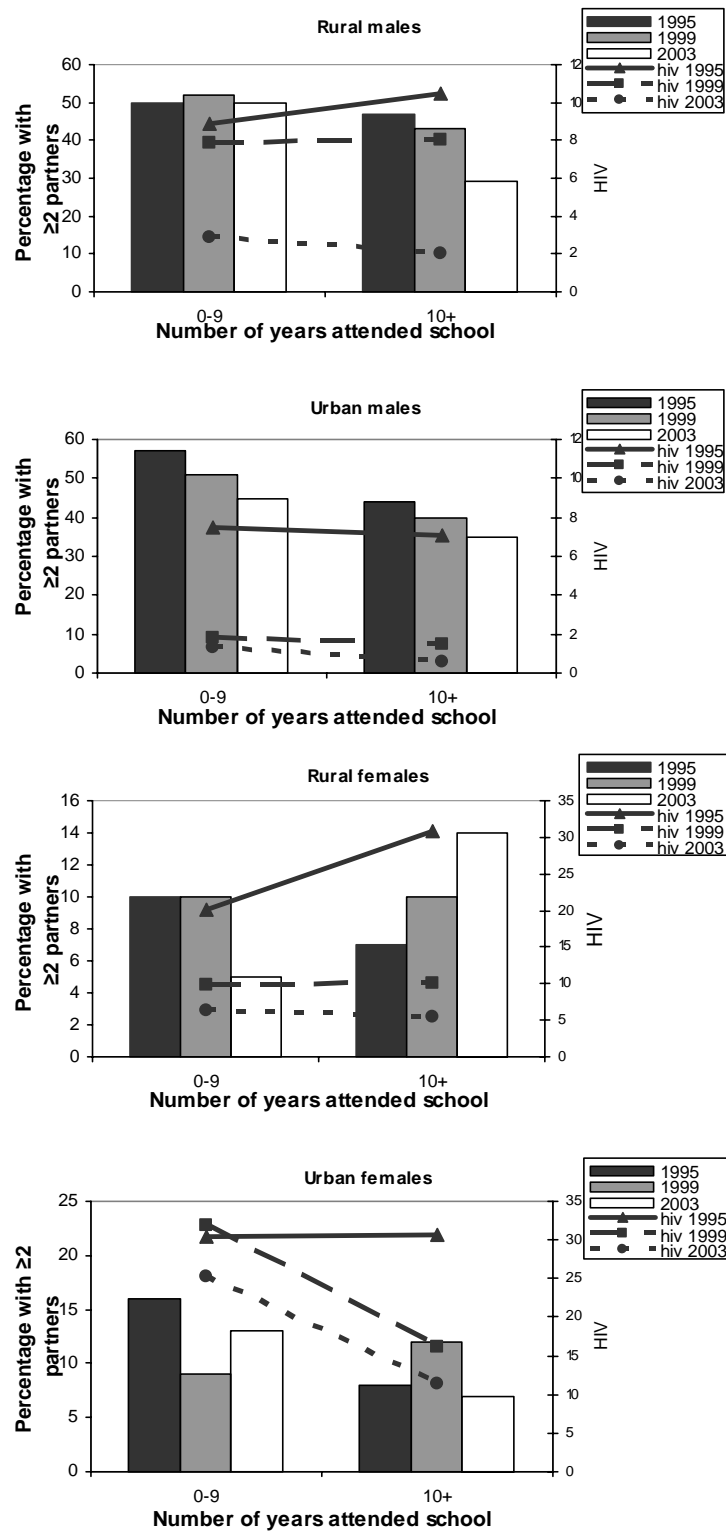 Rural males
1995
1999
2003
hiv 1995
hiv 1999
hiv 2003
60
50
40
30
20
10
0
12
10
8
6
4
2
0
Percentage with
≥2 partners
HIV
0-9
10+
Number of years attended school
Urban males
1995
1999
2003
hiv 1995
hiv 1999
hiv 2003
60
50
40
30
20
10
0
12
10
8
6
4
2
0
Percentage with
≥2 partners
HIV
0-9
10+
Number of years attended school
Rural females
1995
1999
2003
hiv 1995
hiv 1999
hiv 2003
16
14
12
10
8
6
4
2
0
35
30
25
20
15
10
5
0
Percentage with
≥2 partners
HIV
0-9
10+
Number of years attended school
Urban females
1995
1999
2003
hiv 1995
hiv 1999
hiv 2003
25
20
15
10
5
0
35
30
25
20
15
10
5
0
Percentage with ≥2
partners
HIV
0-9
10+
Number of years attended school